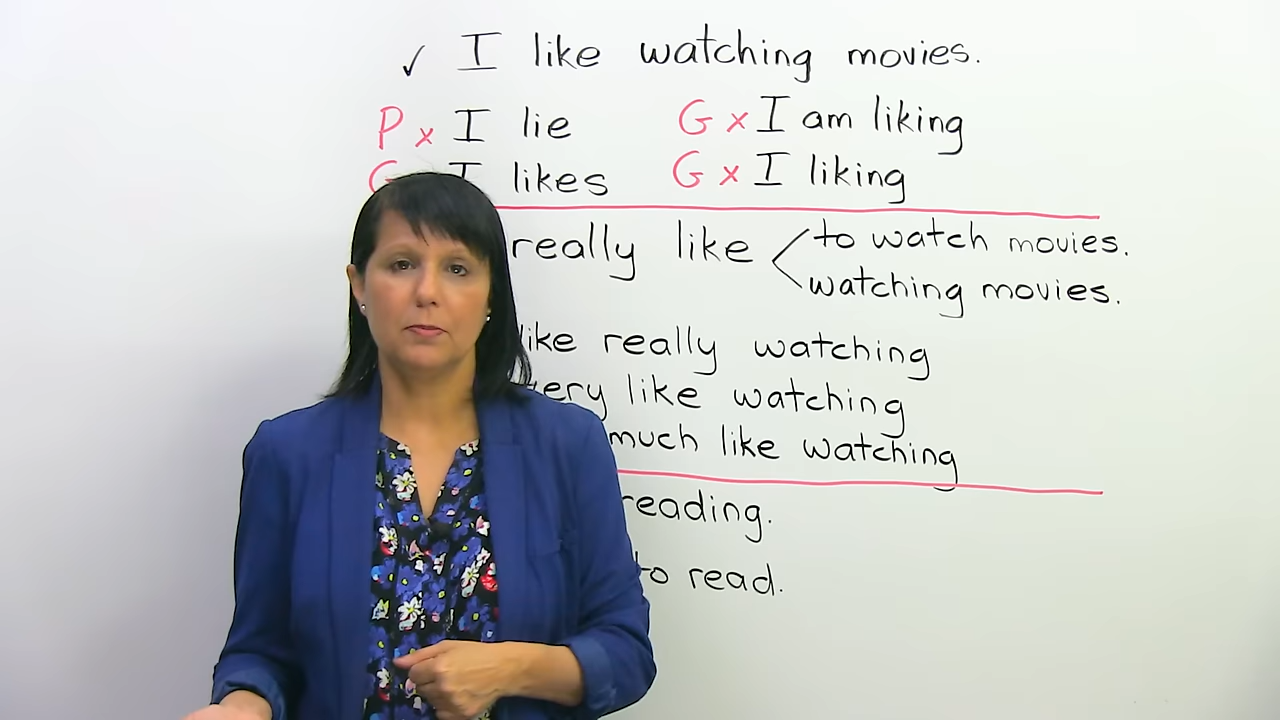 ✓ I like watching movies.
P x I lie G x I am liking
G I likes G x I liking
really like < to watch movies.
watching movies.
like really watching
very like watching
much like watching
reading.
to read.